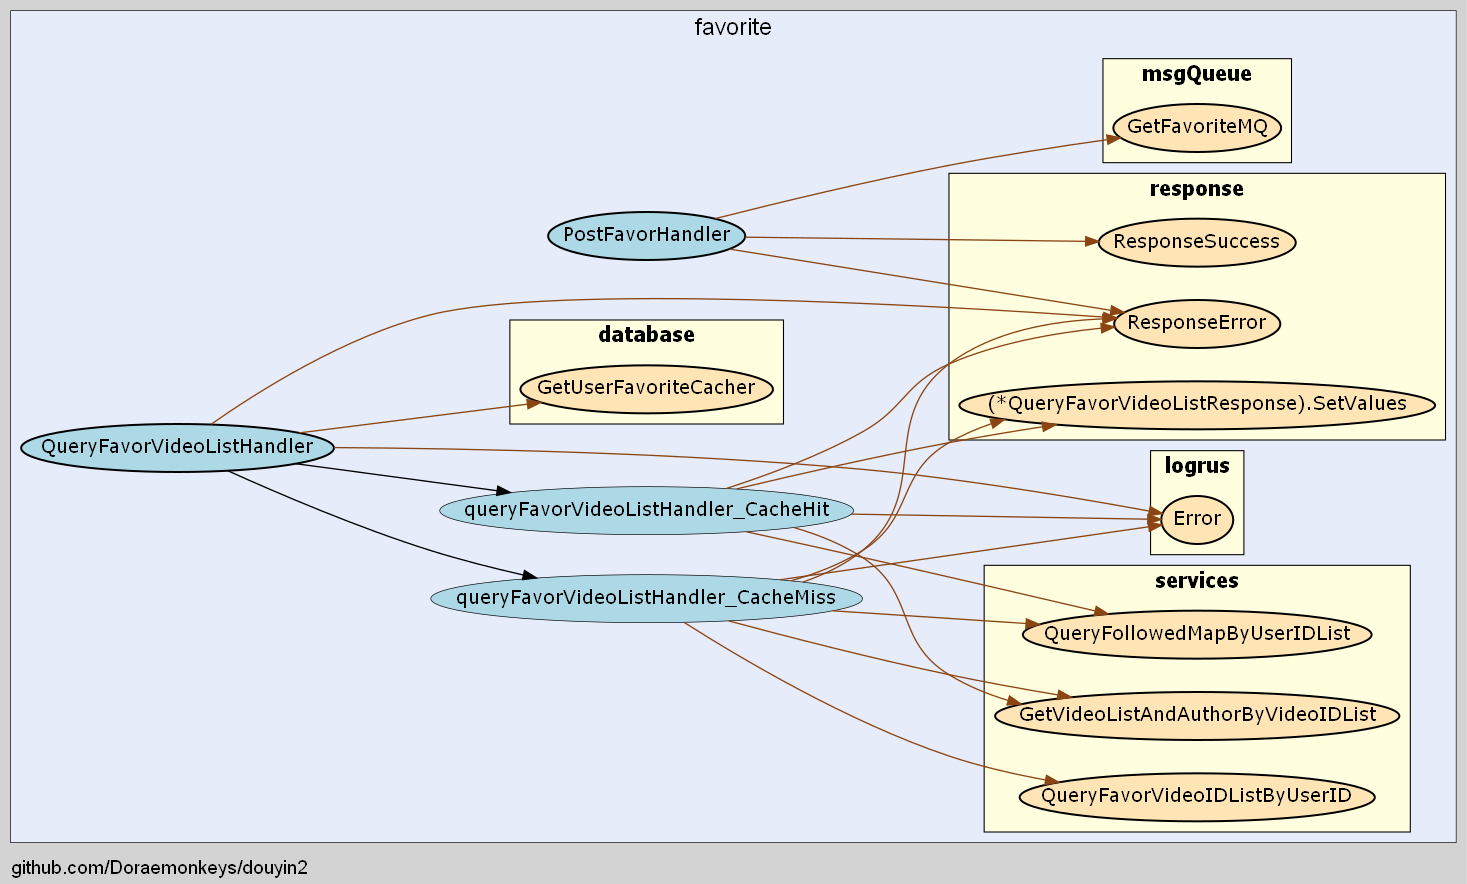 favorite
msgQueue
GetFavoriteMQ
response
PostFavorHandler
ResponseSuccess
ResponseError
database
GetUserFavoriteCacher
(*QueryFavorVideoListResponse).SetValues
QueryFavorVideoListHandler
logrus
queryFavorVideoListHandler_CacheHit
Error
services
queryFavorVideoListHandler_CacheMiss
QueryFollowedMapByUserIDList
GetVideoListAndAuthorByVideoIDList
QueryFavorVideoIDListByUserID
github.com/Doraemonkeys/douyin2